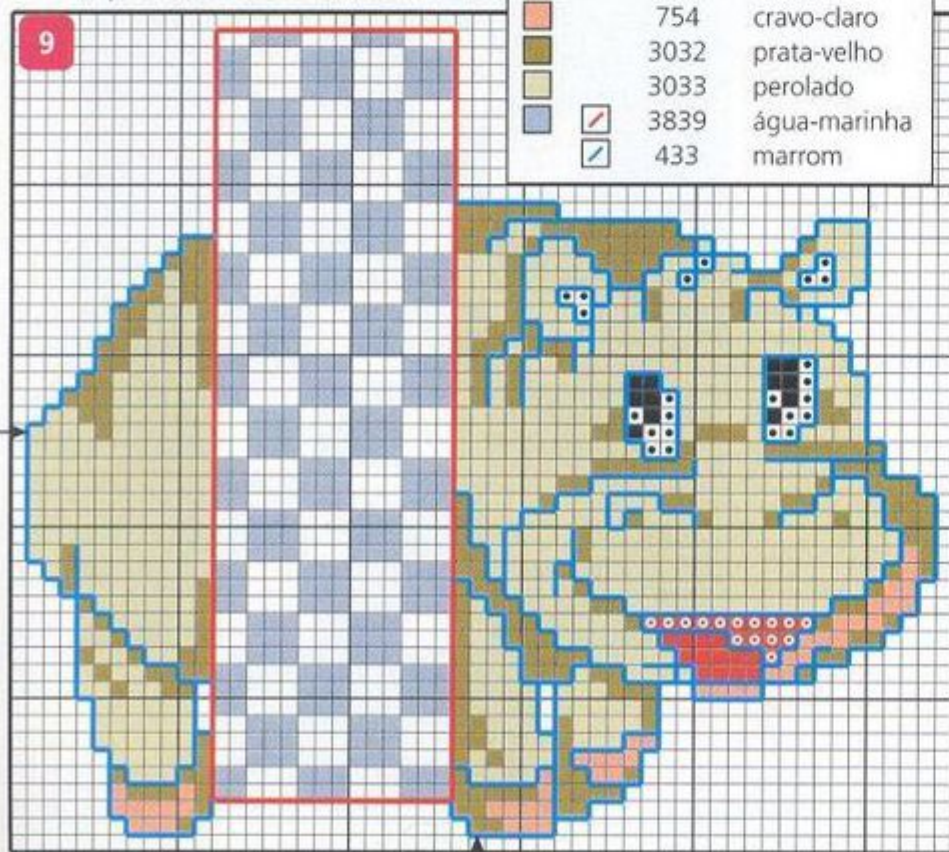 9
754 cravo-claro
3032 prata-velho
3033 perolado
3839 água-marinha
433 marrom